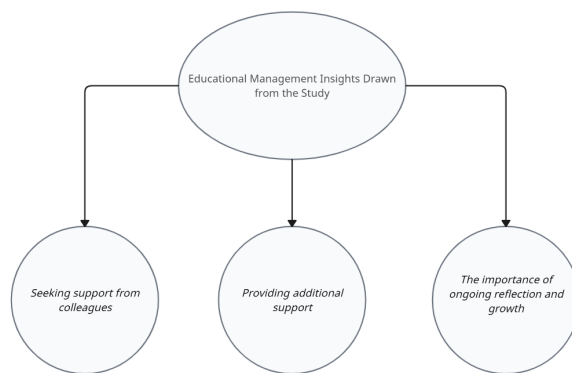 Educational Management Insights Drawn
from the Study
Seeking support from
colleagues
Providing additional
support
The importance of
ongoing reflection and
growth